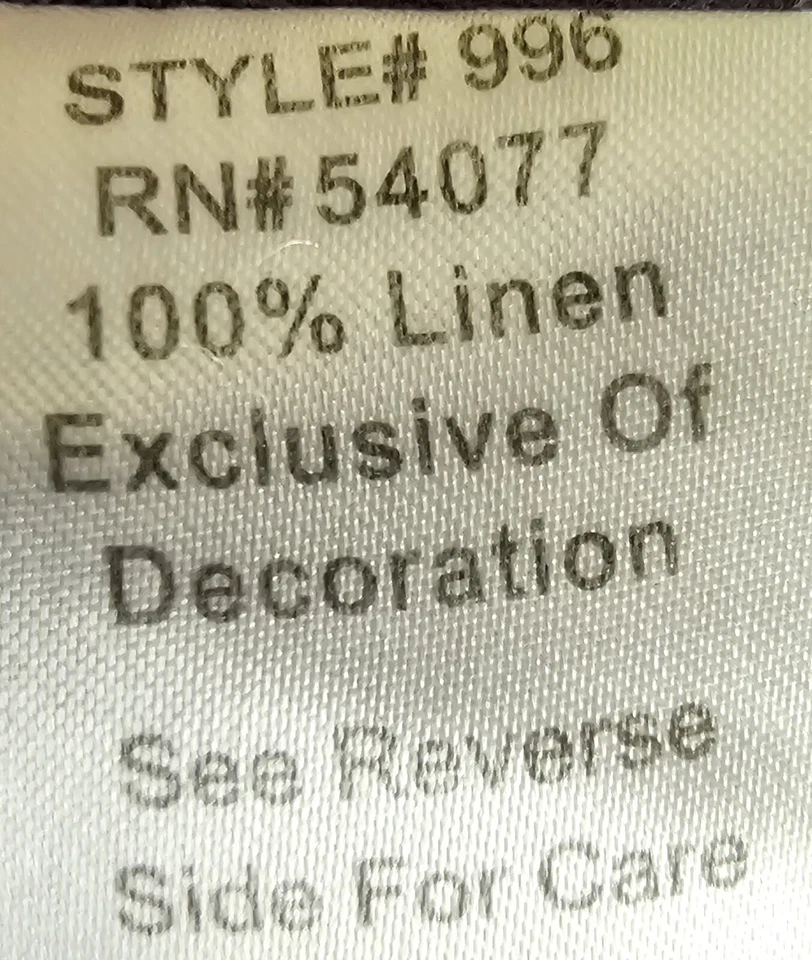 STYLE# 996
RN# 54077
100% Linen
Exclusive Of
Decoration
See Reverse
Side For Care